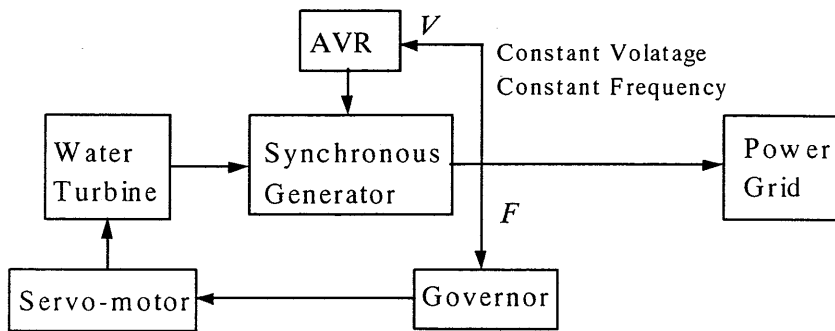 AVR
V
Constant Volatage
Constant Frequency
Water
Turbine
Synchronous
Generator
Power
Grid
F
Servo-motor
Governor